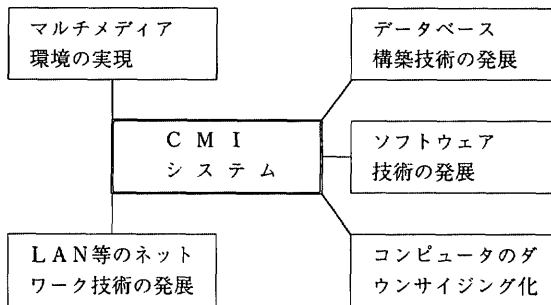 マルチメディア
環境の実現
データベース
構築技術の発展
CMI
システム
ソフトウェア
技術の発展
LAN等のネット
ワーク技術の発展
コンピュータのダ
ウンサイジング化